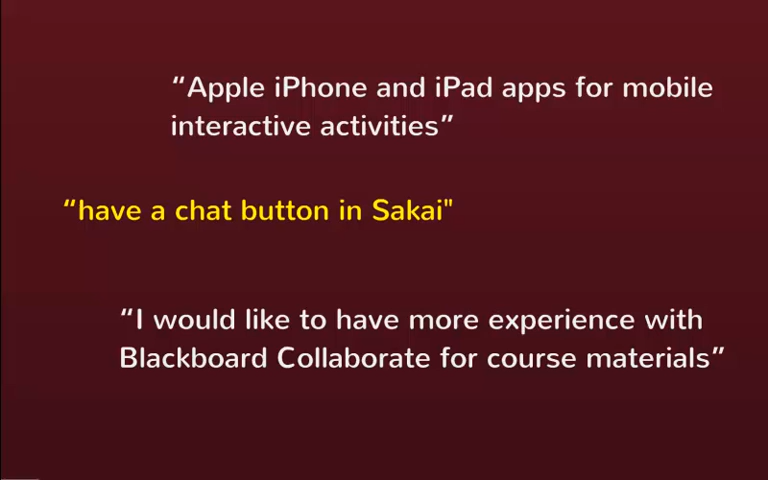 “Apple iPhone and iPad apps for mobile
interactive activities”
“have a chat button in Sakai"
“I would like to have more experience with
Blackboard Collaborate for course materials”